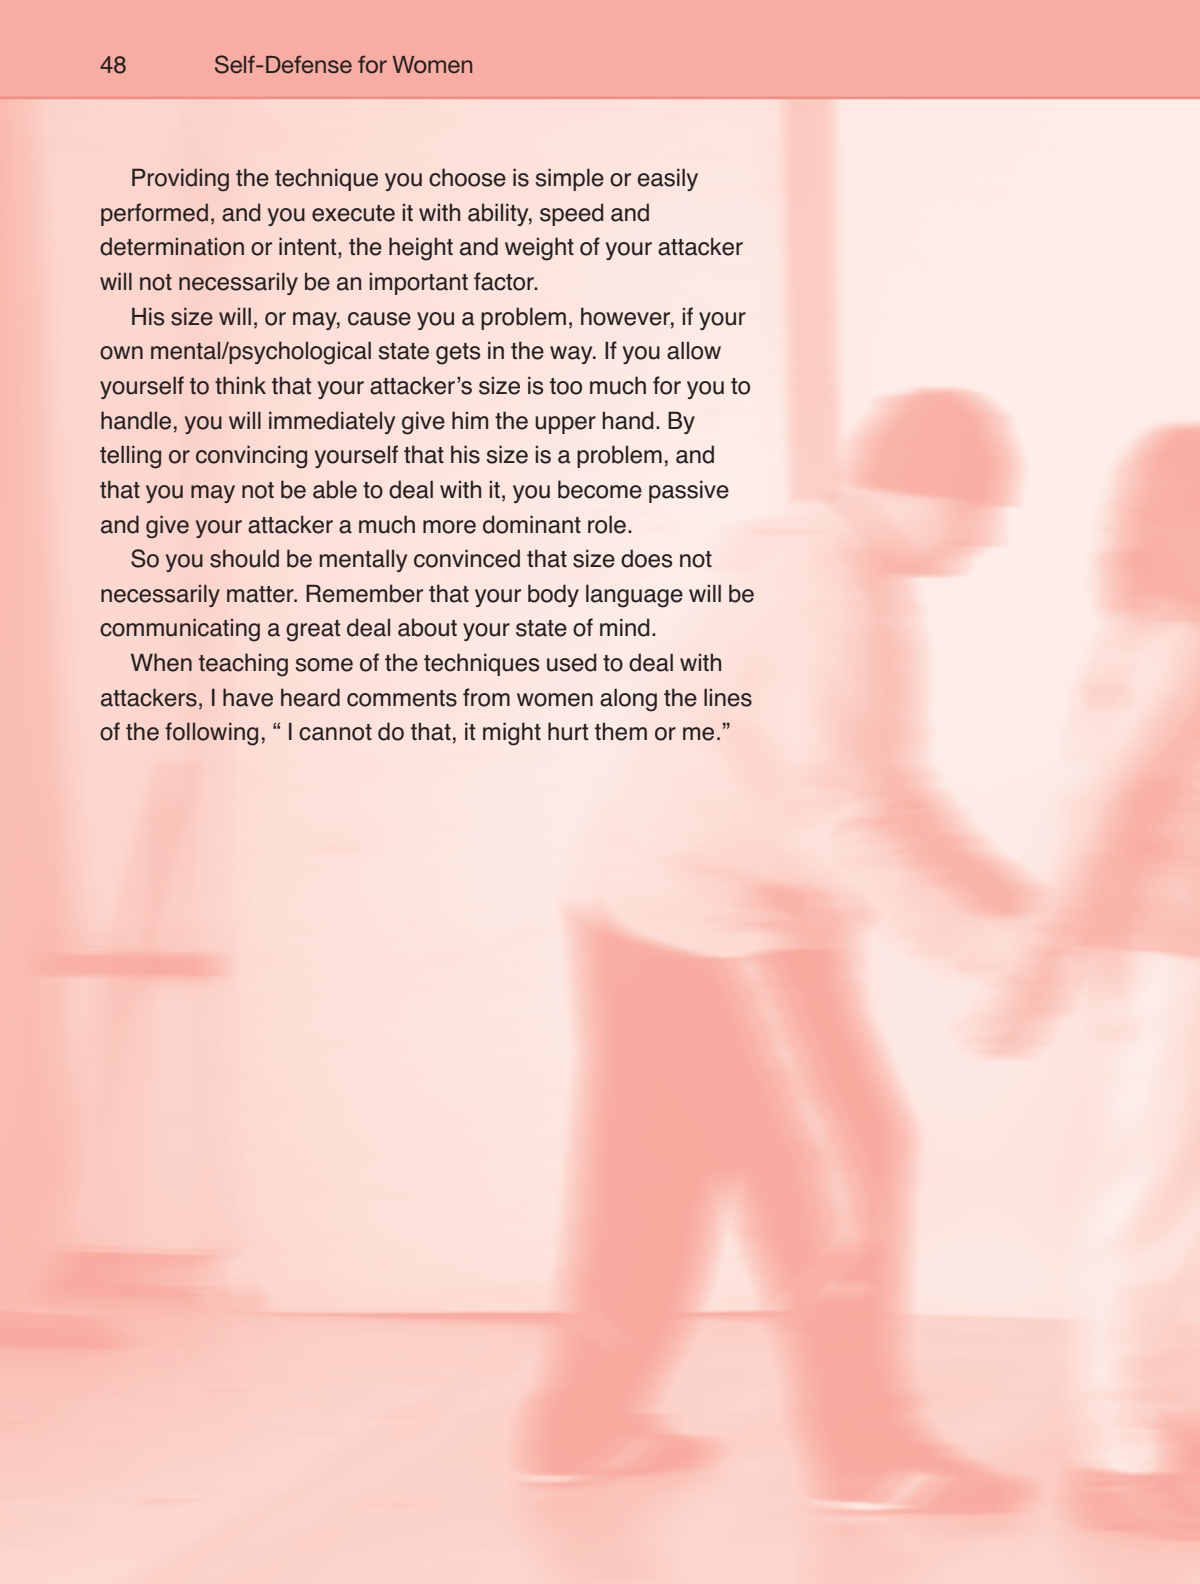 48 Self-Defense for Women
Providing the technique you choose is simple or easily
performed, and you execute it with ability, speed and
determination or intent, the height and weight of your attacker
will not necessarily be an important factor.
His size will, or may, cause you a problem, however, if your
own mental/psychological state gets in the way. If you allow
yourself to think that your attacker’s size is too much for you to
handle, you will immediately give him the upper hand. By
telling or convincing yourself that his size is a problem, and
that you may not be able to deal with it, you become passive
and give your attacker a much more dominant role.
So you should be mentally convinced that size does not
necessarily matter. Remember that your body language will be
communicating a great deal about your state of mind.
When teaching some of the techniques used to deal with
attackers, I have heard comments from women along the lines
of the following, “ I cannot do that, it might hurt them or me.”